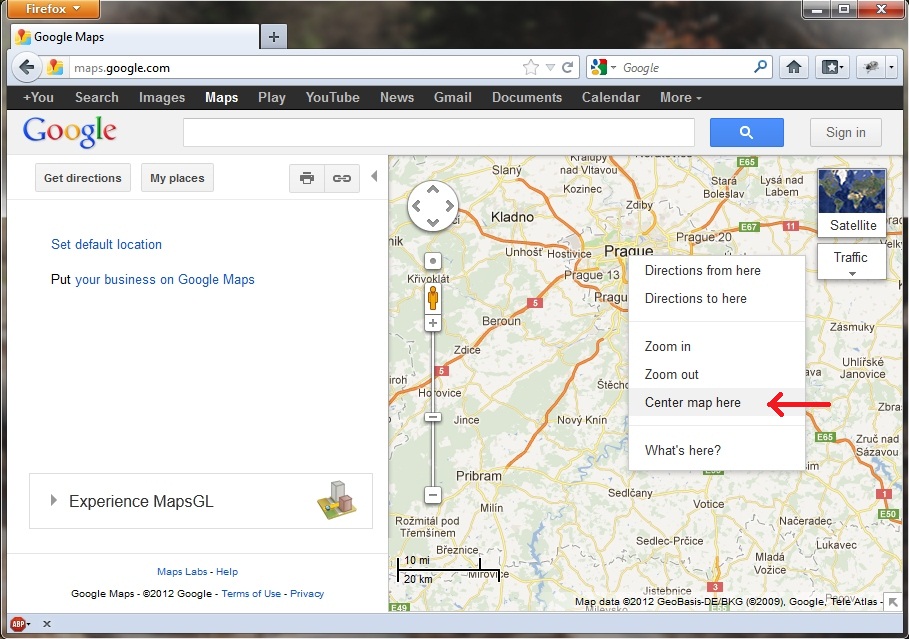 Firefox
Google Maps
maps.google.com
Google
+You Search Images Maps Play YouTube News Gmail Documents Calendar More
Google
Sign in
Get directions
My places
Set default location
Put your business on Google Maps
Experience MapsGL
Maps Labs - Help
Google Maps - ©2012 Google - Terms of Use - Privacy
Kralupy
nad Vltavou
Slaný
Kozinec
Zdiby
E65
Stará
Boleslav
Lysá nad
Labem
Satellite
Kladno
E67
11
Prague 20
Prague
Traffic
Unhošť
Hostivice
Křivoklát
Prague 13
5
Beroun
Directions from here
Directions to here
Zoom in
Zoom out
Center map here
What's here?
Zásmuky
Uhlířské
Janovice
Zdice
5
Hořovice
Jince
Nový Knín
E65
Zruč nad
Sázavou
Pribram
Sedlčany
Votice
1
E50
Milín
Načeradec
Rožmitál pod
Třemšínem
Březnice
Sedlec-Prčice
Lukavec
Mladá
Vožice
10 mi
20 km
Mirovice
Jistebnice
3
E49
Milevsko
Map data ©2012 GeoBasis-DE/BKG (©2009), Google, Tele Atlas -
ABP